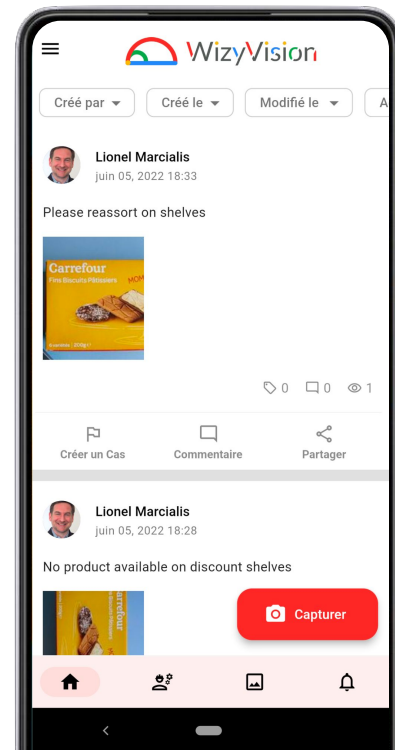 WizyVision
Créé par
Créé le
Modifié le
A
Lionel Marcialis
juin 05, 2022 18:33
Please reassort on shelves
Carrefour
Fins Biscuits Pâtissiers
MOM
0
0
1
Créer un Cas
Commentaire
Partager
Lionel Marcialis
juin 05, 2022 18:28
No product available on discount shelves
Carrefour
Capturer